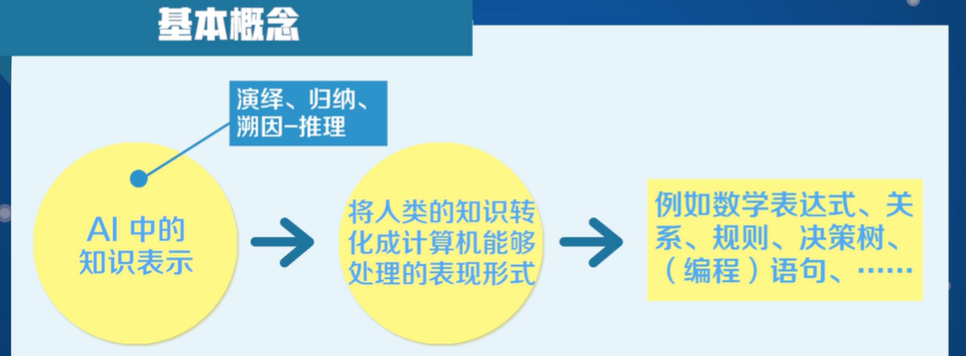 基本概念
演绎、归纳、
溯因-推理
AI 中的
知识表示
将人类的知识转
化成计算机能够
处理的表现形式
例如数学表达式、关
系、规则、决策树、
（编程）语句、……